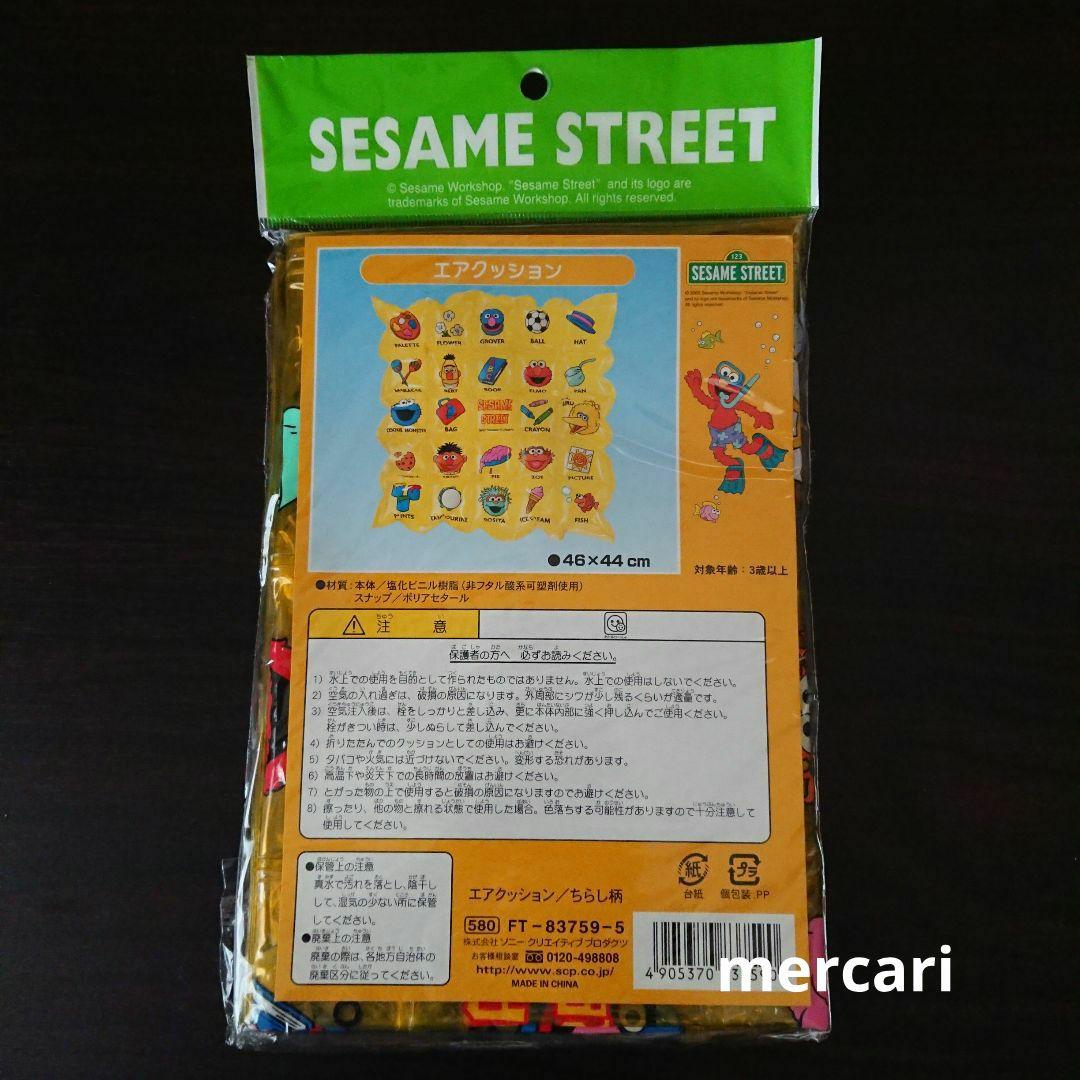 SESAME STREET
© Sesame Workshop. "Sesame Street" and its logo are
trademarks of Sesame Workshop. All rights reserved.
エアクッション
123
SESAME STREET
PALETTE FLOWER GROVER BALL HAT
BERT BOOK ELMO PAN
COOKIE MONSTER BAG SESAME STREET CRAYON
PIE ZOE PICTURE
PAINTS TAMBOURINE ROSITA ICE CREAM FISH
●46×44cm
対象年齢：3歳以上
●材質：本体／塩化ビニル樹脂（非フタル酸系可塑剤使用）
スナップ／ポリアセタール
注意
保護者の方へ 必ずお読みください。
1）水上での使用を目的として作られたものではありません。水上での使用はしないでください。
2）空気の入れ過ぎは、破損の原因になります。外周部にシワが少し残るくらいが適量です。
3）空気注入後は、栓をしっかりと差し込み、更に本体内部に強く押し込んでご使用ください。
栓がきつい時は、少しぬらして差し込んでください。
4）折りたたんでのクッションとしての使用はお避けください。
5）タバコや火気には近づけないでください。変形する恐れがあります。
6）高温下や炎天下での長時間の放置はお避けください。
7）とがった物の上で使用すると破損の原因になりますのでお避けください。
8）擦ったり、他の物と擦れる状態で使用した場合。色落ちする可能性がありますので十分注意して
使用してください。
●保管上の注意
真水で汚れを落とし、陰干し
して、湿気の少ない所に保管
してください。
●廃棄上の注意
廃棄の際は、各地方自治体の
廃棄区分に従ってください。
紙 プラ
台紙 個包装.PP
エアクッション／ちらし柄
580 FT-83759-5
株式会社 ソニー クリエイティブ プロダクツ
お客様相談室 0120-498808
http://www.scp.co.jp/
MADE IN CHINA
4 905370
mercari